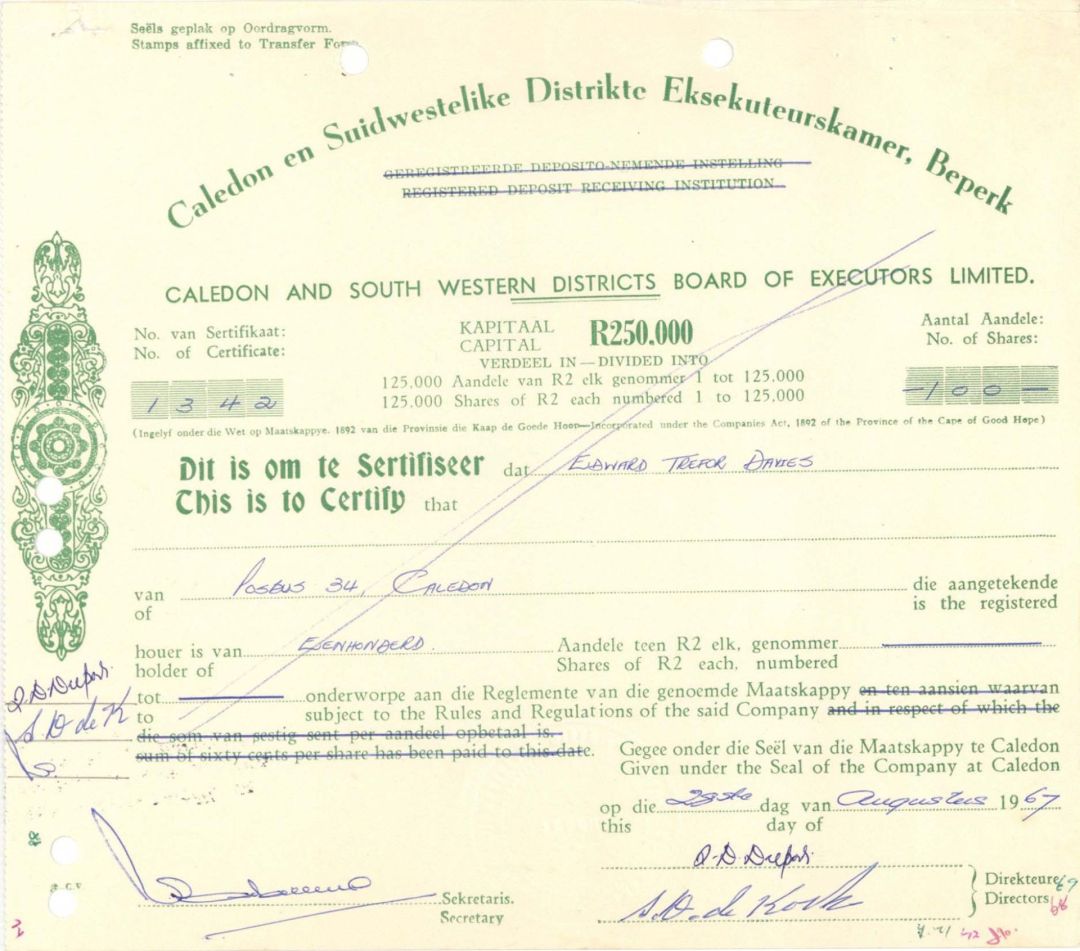 Seëls geplak op Oordragvorm.
Stamps affixed to Transfer Form
Caledon en Suidwestelike Distrikte Eksekuteurskamer, Beperk
GEREGISTREERDE DEPOSITO-NEMENDE INSTELLING
REGISTERED DEPOSIT RECEIVING INSTITUTION
CALEDON AND SOUTH WESTERN DISTRICTS BOARD OF EXECUTORS LIMITED.
No. van Sertifikaat:
No. of Certificate:
1342
KAPITAAL
CAPITAL
R250.000
VERDEEL IN—DIVIDED INTO
125.000 Aandele van R2 elk genommer 1 tot 125.000
125.000 Shares of R2 each numbered 1 to 125.000
Aantal Aandele:
No. of Shares:
-100-
(Ingelyf onder die Wet op Maatskappye. 1892 van die Provinsie die Kaap de Goede Hoop—Incorporated under the Companies Act, 1892 of the Province of the Cape of Good Hope)
Dit is om te Sertifiseer dat EDWARD TREFOR DAVIES
This is to Certify that
van POSBUS 34, CALEDON die aangetekende
of is the registered
houer is van EENHONDERD Aandele teen R2 elk, genommer
holder of Shares of R2 each, numbered
tot onderworpe aan die Reglemente van die genoemde Maatskappy en ten aansien waarvan
to subject to the Rules and Regulations of the said Company and in respect of which the
die som van sestig sent per aandeel opbetaal is.
sum of sixty cents per share has been paid to this date.
Gegee onder die Seël van die Maatskappy te Caledon
Given under the Seal of the Company at Caledon
op die 28ste dag van Augustus 1967
this day of
S. D. de K
Sekretaris.
Secretary
S. D. de Kock
Direkteure
Directors
69
68